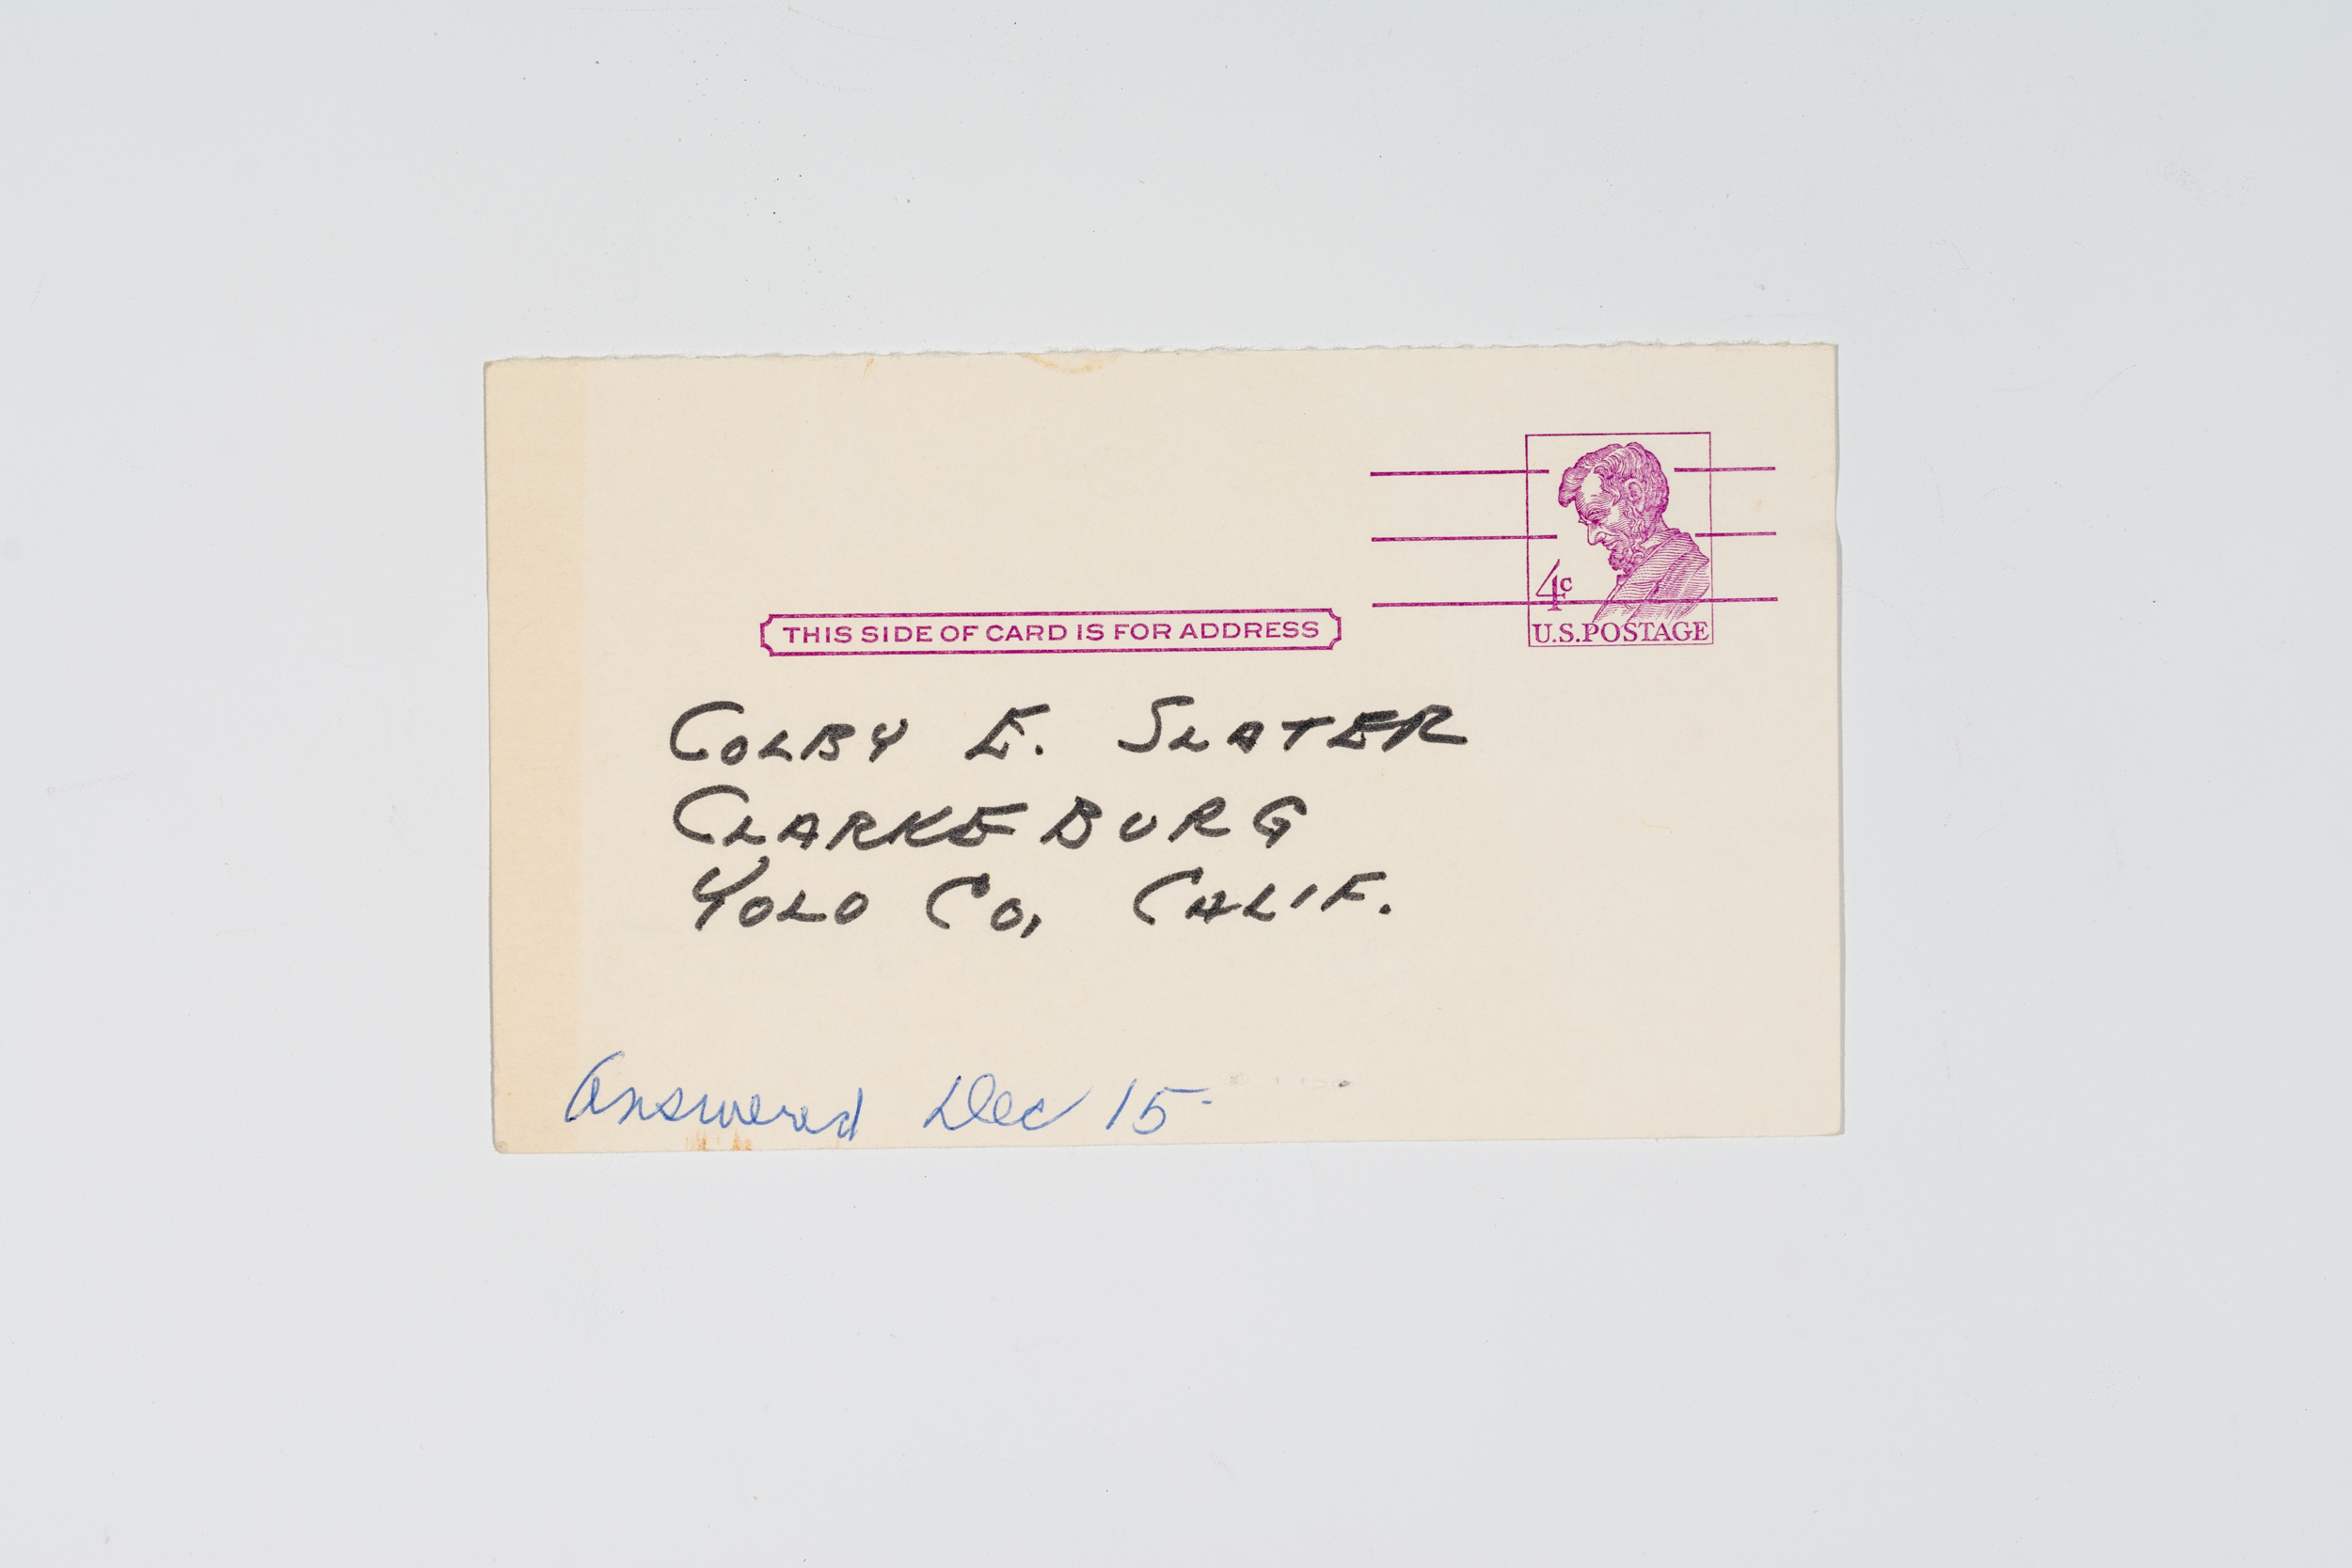 4c
U.S.POSTAGE
THIS SIDE OF CARD IS FOR ADDRESS
COLBY E. SLATER
CLARKEBURG
YOLO CO, CALIF.
Answered Dec 15-